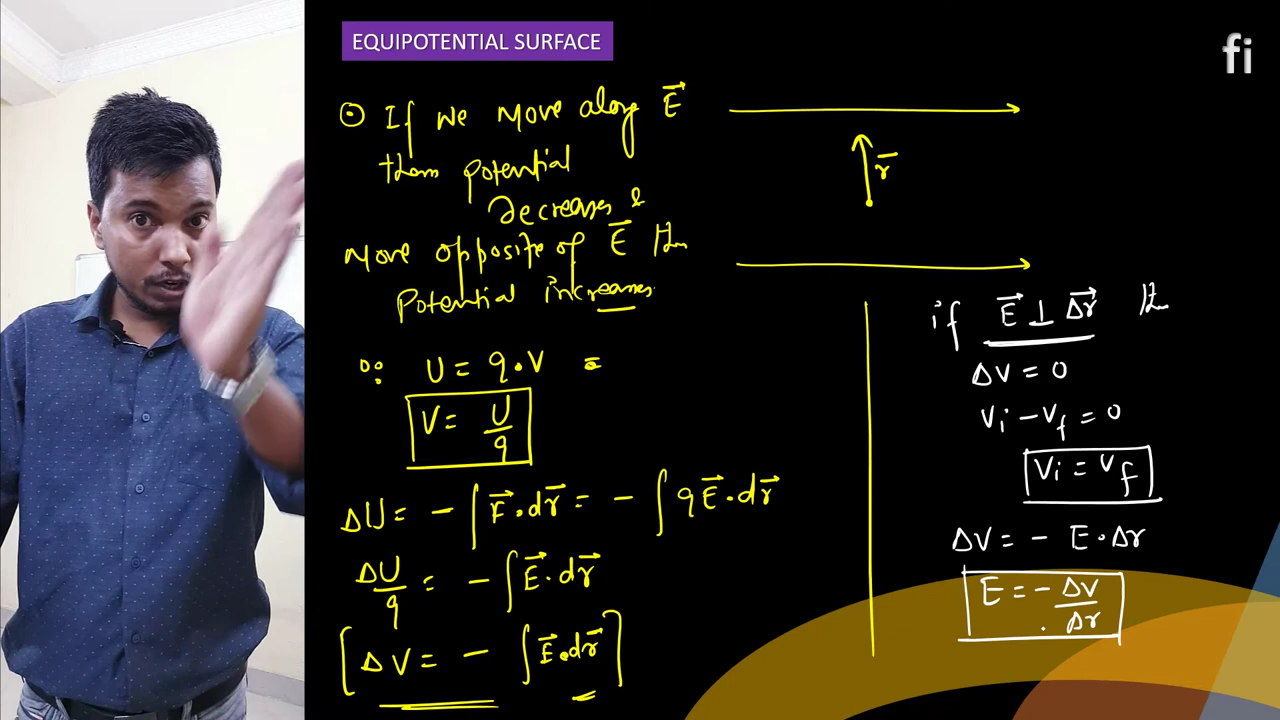 EQUIPOTENTIAL SURFACE
fi
⊙ If we move along E⃗
them potential
decreases &
move opposite of E⃗ then
potential increases.
r⃗
∵ U = q·V =
V = U/q
ΔU = - ∫ F⃗·dr⃗ = - ∫ qE⃗·dr⃗
ΔU/q = - ∫ E⃗·dr⃗
[ΔV = - ∫ E⃗·dr⃗]
if E⃗ ⊥ Δr⃗ then
ΔV = 0
Vi - Vf = 0
Vi = Vf
ΔV = - E·Δr
E = - ΔV/Δr